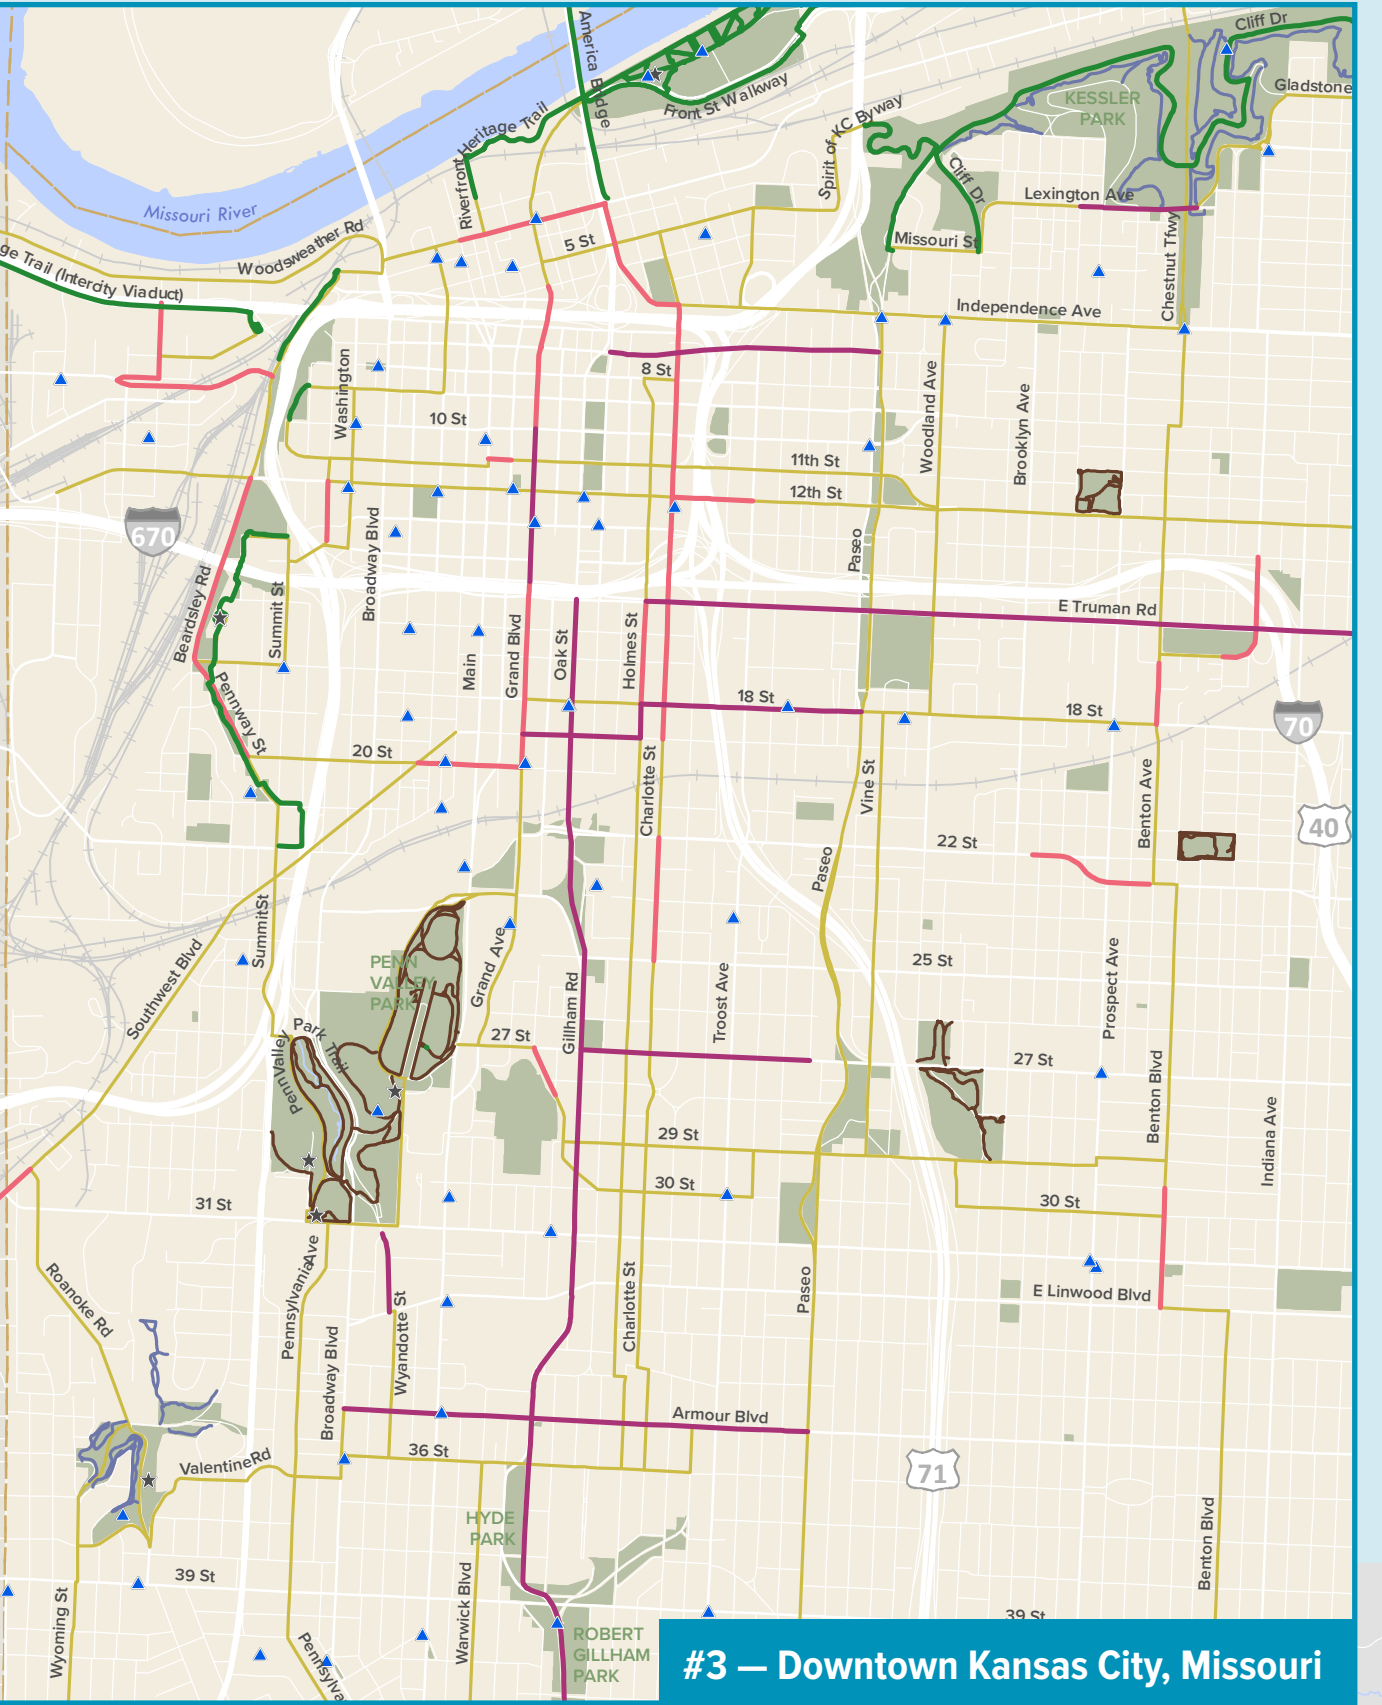 Cliff Dr
America Bridge
Gladstone
KESSLER
PARK
Front St Walkway
Riverfront Heritage Trail
Spirit of KC Byway
Cliff Dr
Lexington Ave
Missouri River
Woodsweather Rd
5 St
Missouri St
Chestnut Tfwy
ge Trail (Intercity Viaduct)
Independence Ave
8 St
Washington
Woodland Ave
Brooklyn Ave
10 St
11th St
12th St
670
Broadway Blvd
Paseo
Beardsley Rd
Summit St
E Truman Rd
Main
Grand Blvd
Oak St
Holmes St
18 St
18 St
70
Pennway St
20 St
Charlotte St
Vine St
Benton Ave
40
22 St
Paseo
Summit St
Southwest Blvd
PENN
VALLEY
PARK
Grand Ave
Gillham Rd
Troost Ave
25 St
Prospect Ave
Penn Valley Park Trail
27 St
27 St
Benton Blvd
Indiana Ave
29 St
30 St
30 St
31 St
Roanoke Rd
Pennsylvania Ave
Broadway Blvd
Wyandotte St
Charlotte St
Paseo
E Linwood Blvd
Armour Blvd
36 St
Valentine Rd
71
HYDE
PARK
Benton Blvd
39 St
39 St
Wyoming St
Pennsylva
Warwick Blvd
ROBERT
GILLHAM
PARK
#3 — Downtown Kansas City, Missouri